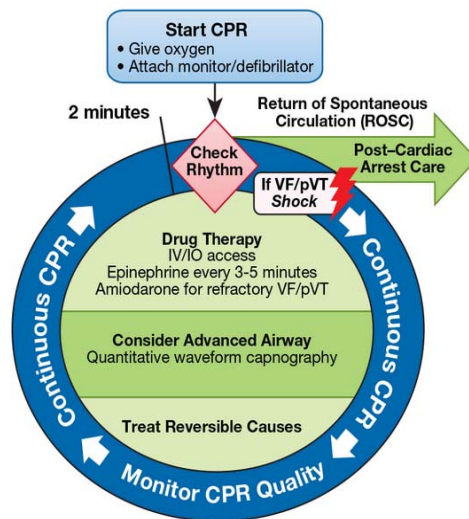 Start CPR
• Give oxygen
• Attach monitor/defibrillator
2 minutes
Return of Spontaneous
Circulation (ROSC)
Check
Rhythm
Post–Cardiac
Arrest Care
If VF/pVT
Shock
Drug Therapy
IV/IO access
Epinephrine every 3-5 minutes
Amiodarone for refractory VF/pVT
Consider Advanced Airway
Quantitative waveform capnography
Treat Reversible Causes
Continuous CPR
Continuous CPR
Monitor CPR Quality